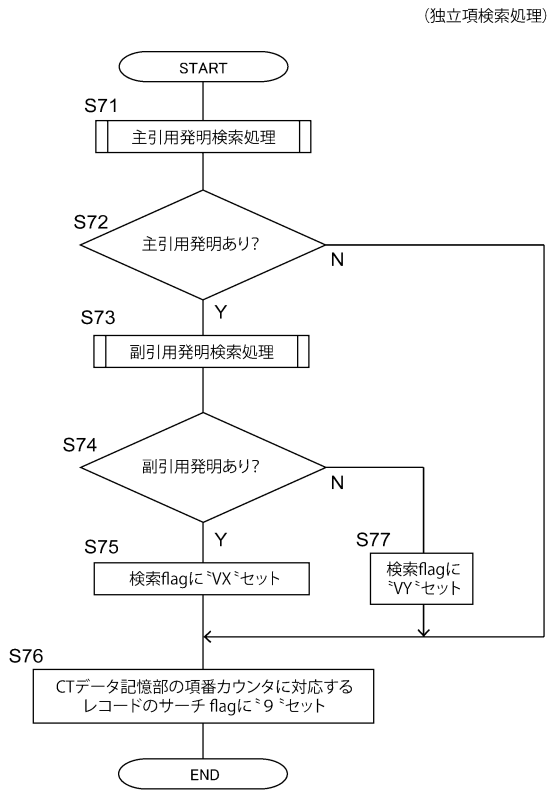 （独立項検索処理）
START
S71
主引用発明検索処理
S72
主引用発明あり？
N
Y
S73
副引用発明検索処理
S74
副引用発明あり？
N
Y
S75
検索flagに〝VX〟セット
S77
検索flagに
〝VY〟セット
S76
CTデータ記憶部の項番カウンタに対応する
レコードのサーチ flagに〝９〟セット
END